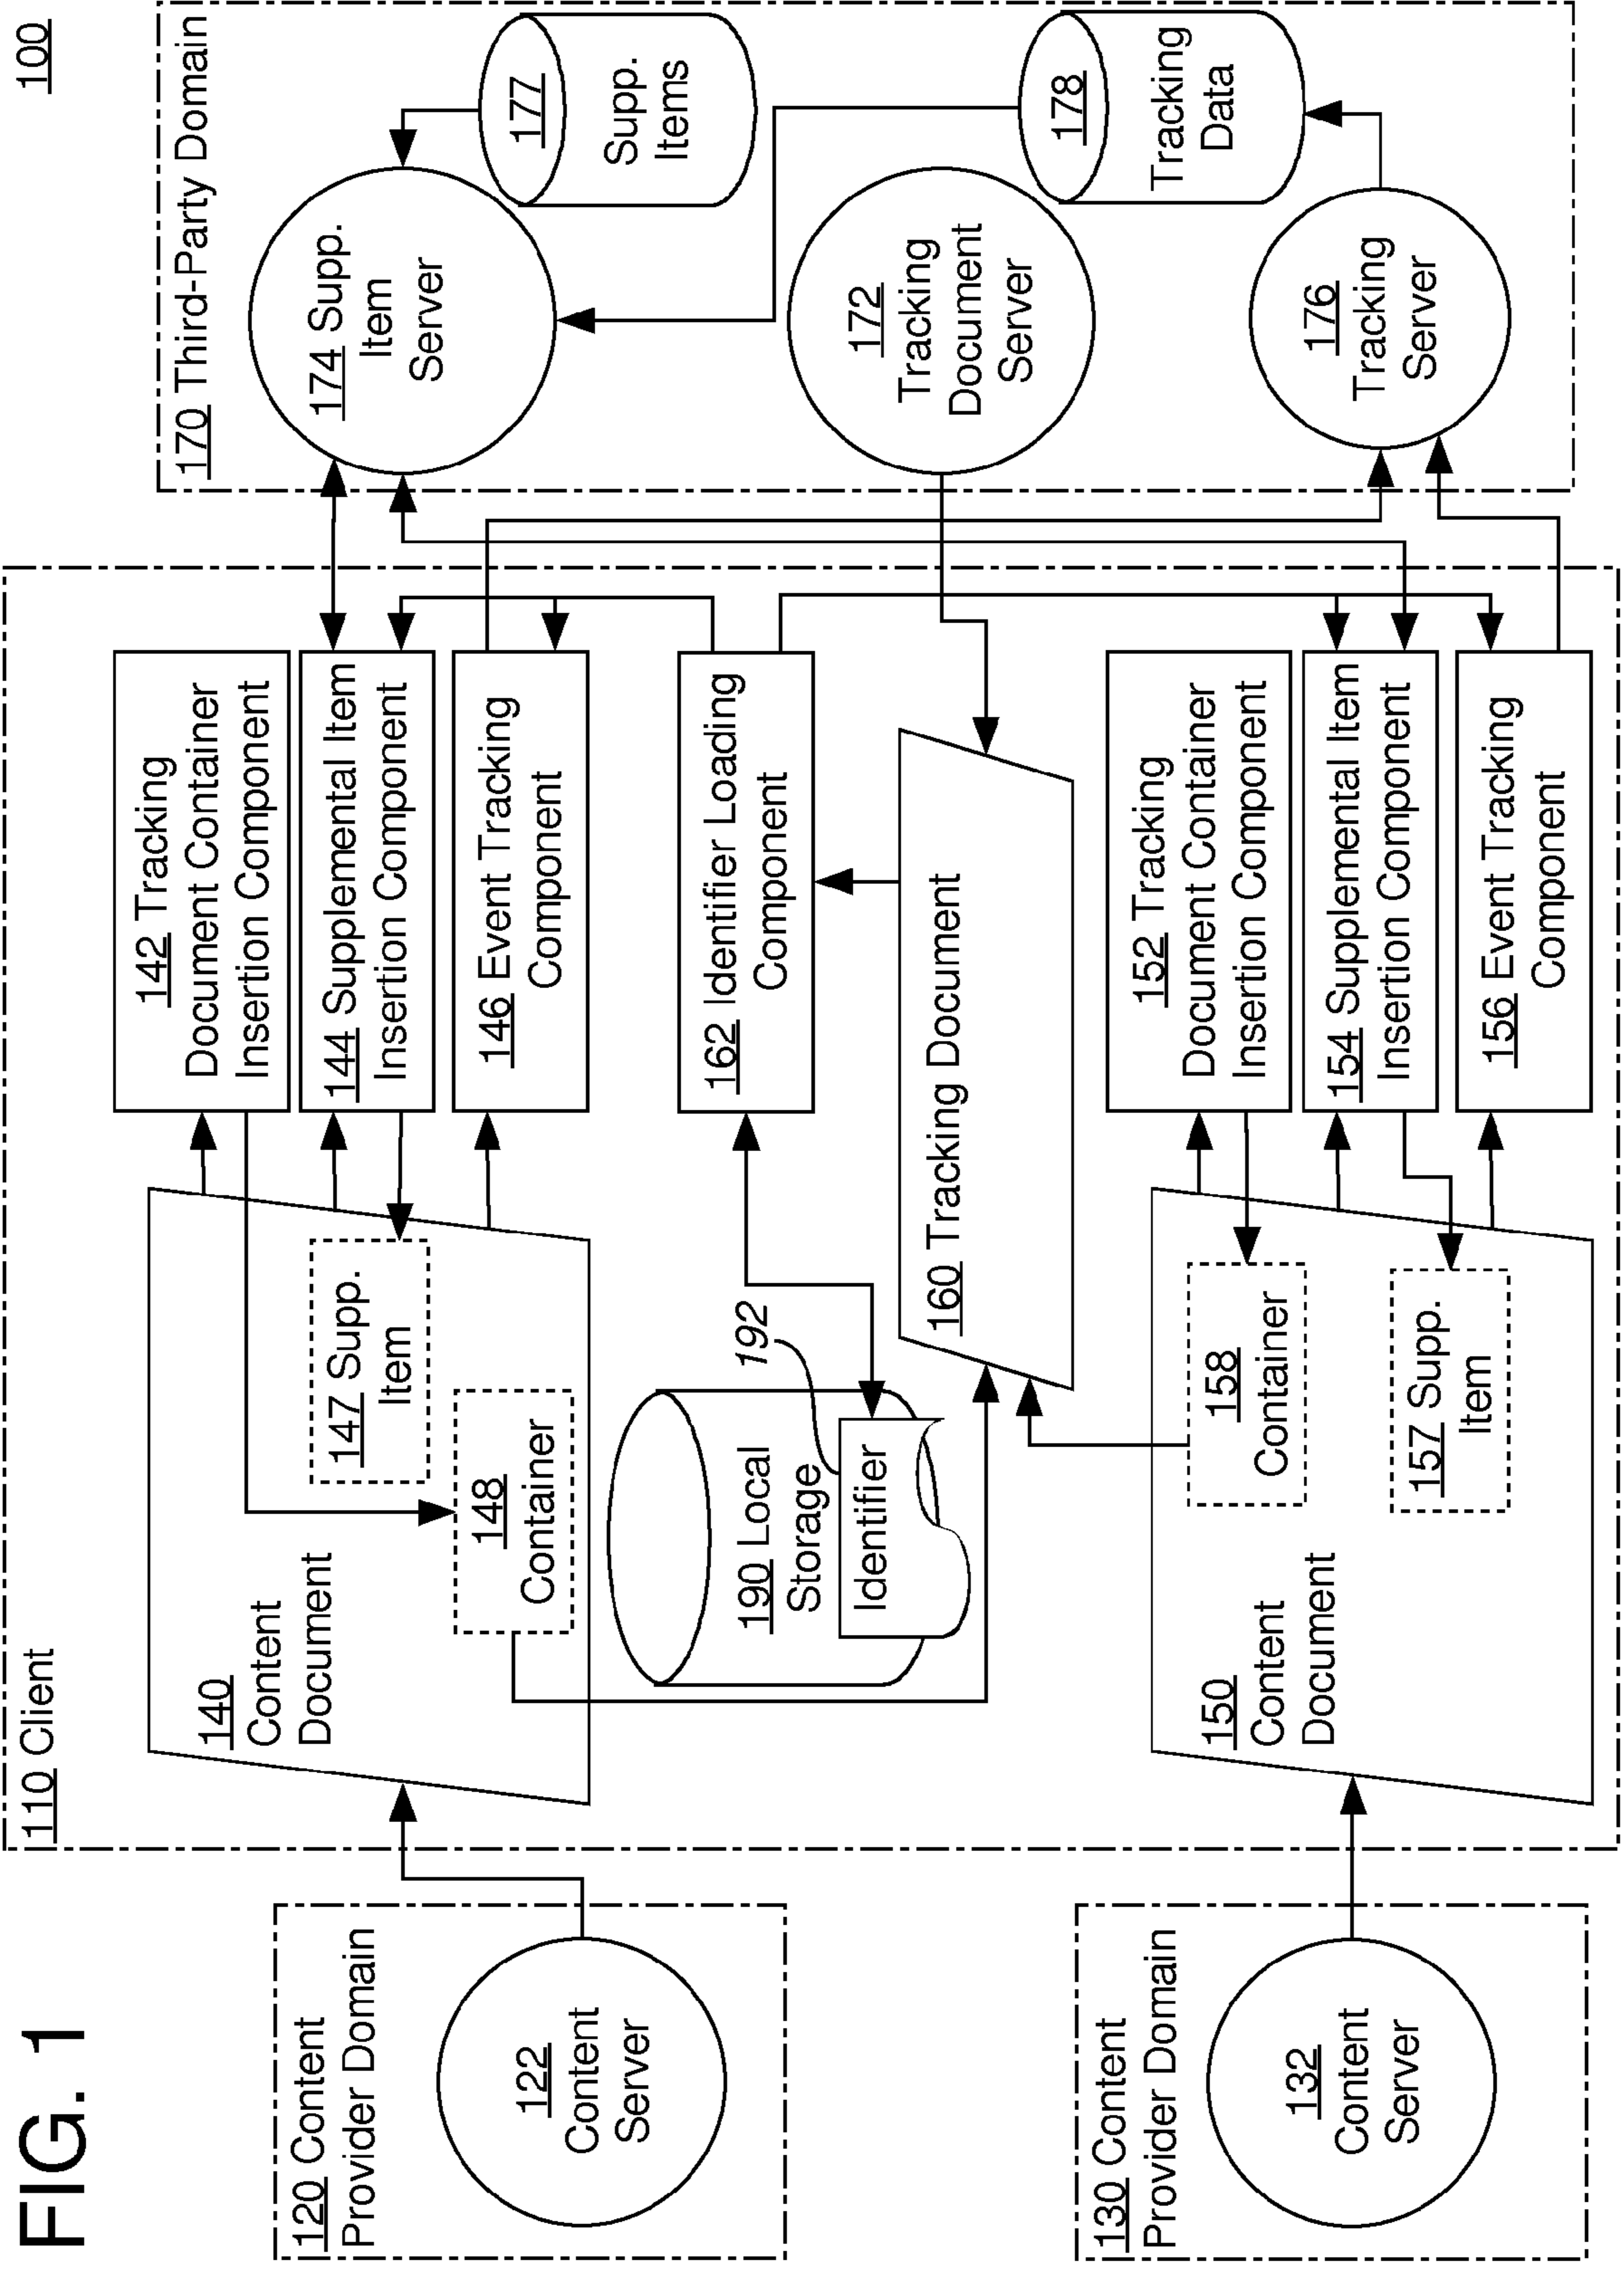 FIG. 1
100
110 Client
120 Content
Provider Domain
122
Content
Server
130 Content
Provider Domain
132
Content
Server
140
Content
Document
147 Supp.
Item
148
Container
142 Tracking
Document Container
Insertion Component
144 Supplemental Item
Insertion Component
146 Event Tracking
Component
190 Local
Storage
192
Identifier
162 Identifier Loading
Component
160 Tracking Document
150
Content
Document
158
Container
157 Supp.
Item
152 Tracking
Document Container
Insertion Component
154 Supplemental Item
Insertion Component
156 Event Tracking
Component
170 Third-Party Domain
174 Supp.
Item
Server
177
Supp.
Items
172
Tracking
Document
Server
178
Tracking
Data
176
Tracking
Server